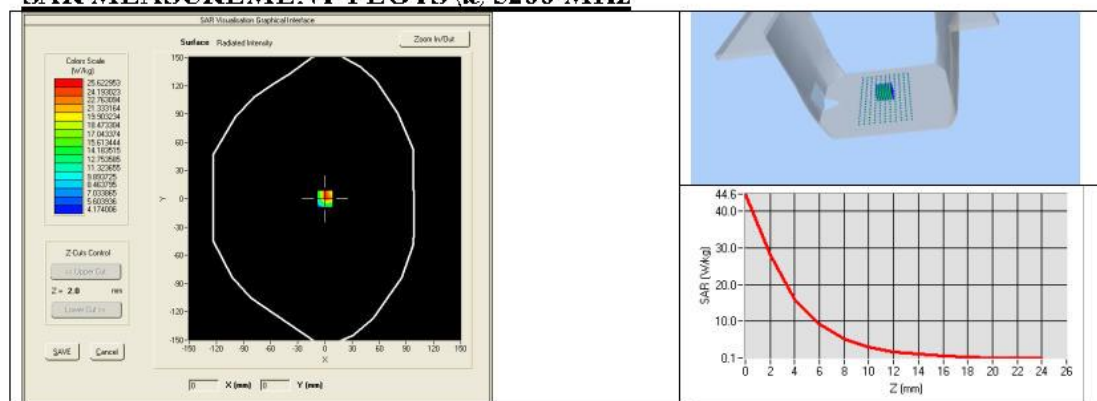 SAR MEASUREMENT PLOTS @ 5200 MHz
SAR Visualisation Graphical Interface
Surface Radiated Intensity
Zoom In/Out
Colors Scale
(W/kg)
25.622953
24.193023
22.763094
21.333164
19.903234
18.473304
17.043374
15.613444
14.183515
12.753585
11.323655
9.893725
8.463795
7.033865
5.603936
4.174006
Z-Cuts Control
<< Upper Cut
Z = 2.0 mm
Lower Cut >>
SAVE Cancel
150
120
90
60
30
0
-30
-60
-90
-120
-150
Y
-150 -120 -90 -60 -30 0 30 60 90 120 150
X
0 X (mm) 0 Y (mm)
44.6
40.0
30.0
20.0
10.0
0.1
SAR (W/kg)
0 2 4 6 8 10 12 14 16 18 20 22 24 26
Z (mm)